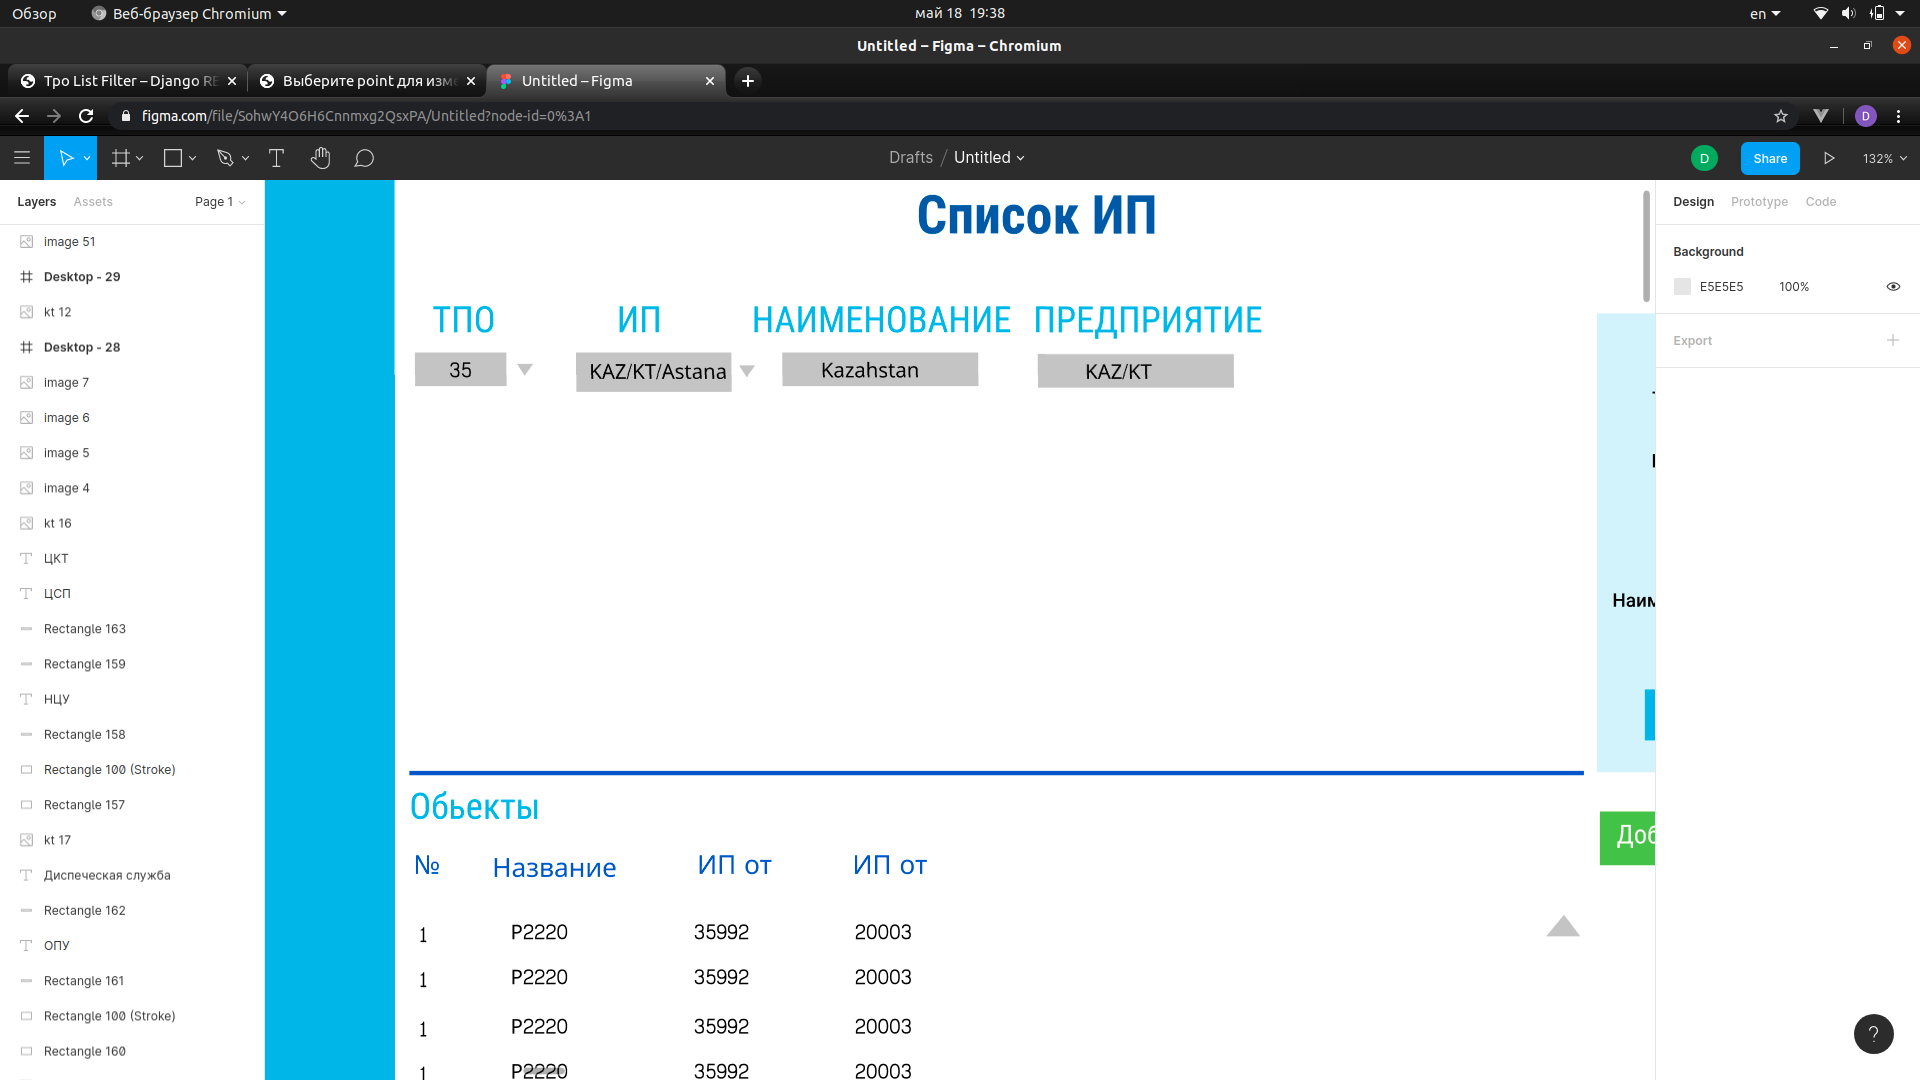 Обзор Веб-браузер Chromium май 18 19:38 en
Untitled – Figma – Chromium
Tpo List Filter – Django RE Выберите point для изме Untitled – Figma
figma.com/file/SohwY4O6H6Cnnmxg2QsxPA/Untitled?node-id=0%3A1 D
Drafts / Untitled D Share 132%
Layers Assets Page 1
image 51
Desktop - 29
kt 12
Desktop - 28
image 7
image 6
image 5
image 4
kt 16
ЦКТ
ЦСП
Rectangle 163
Rectangle 159
НЦУ
Rectangle 158
Rectangle 100 (Stroke)
Rectangle 157
kt 17
Диспеческая служба
Rectangle 162
ОПУ
Rectangle 161
Rectangle 100 (Stroke)
Rectangle 160
Список ИП
ТПО ИП НАИМЕНОВАНИЕ ПРЕДПРИЯТИЕ
35 KAZ/KT/Astana Kazahstan KAZ/KT
Наим
Доб
Обьекты
№ Название ИП от ИП от
1 P2220 35992 20003
1 P2220 35992 20003
1 P2220 35992 20003
1 P2220 35992 20003
Design Prototype Code
Background
E5E5E5 100%
Export
?